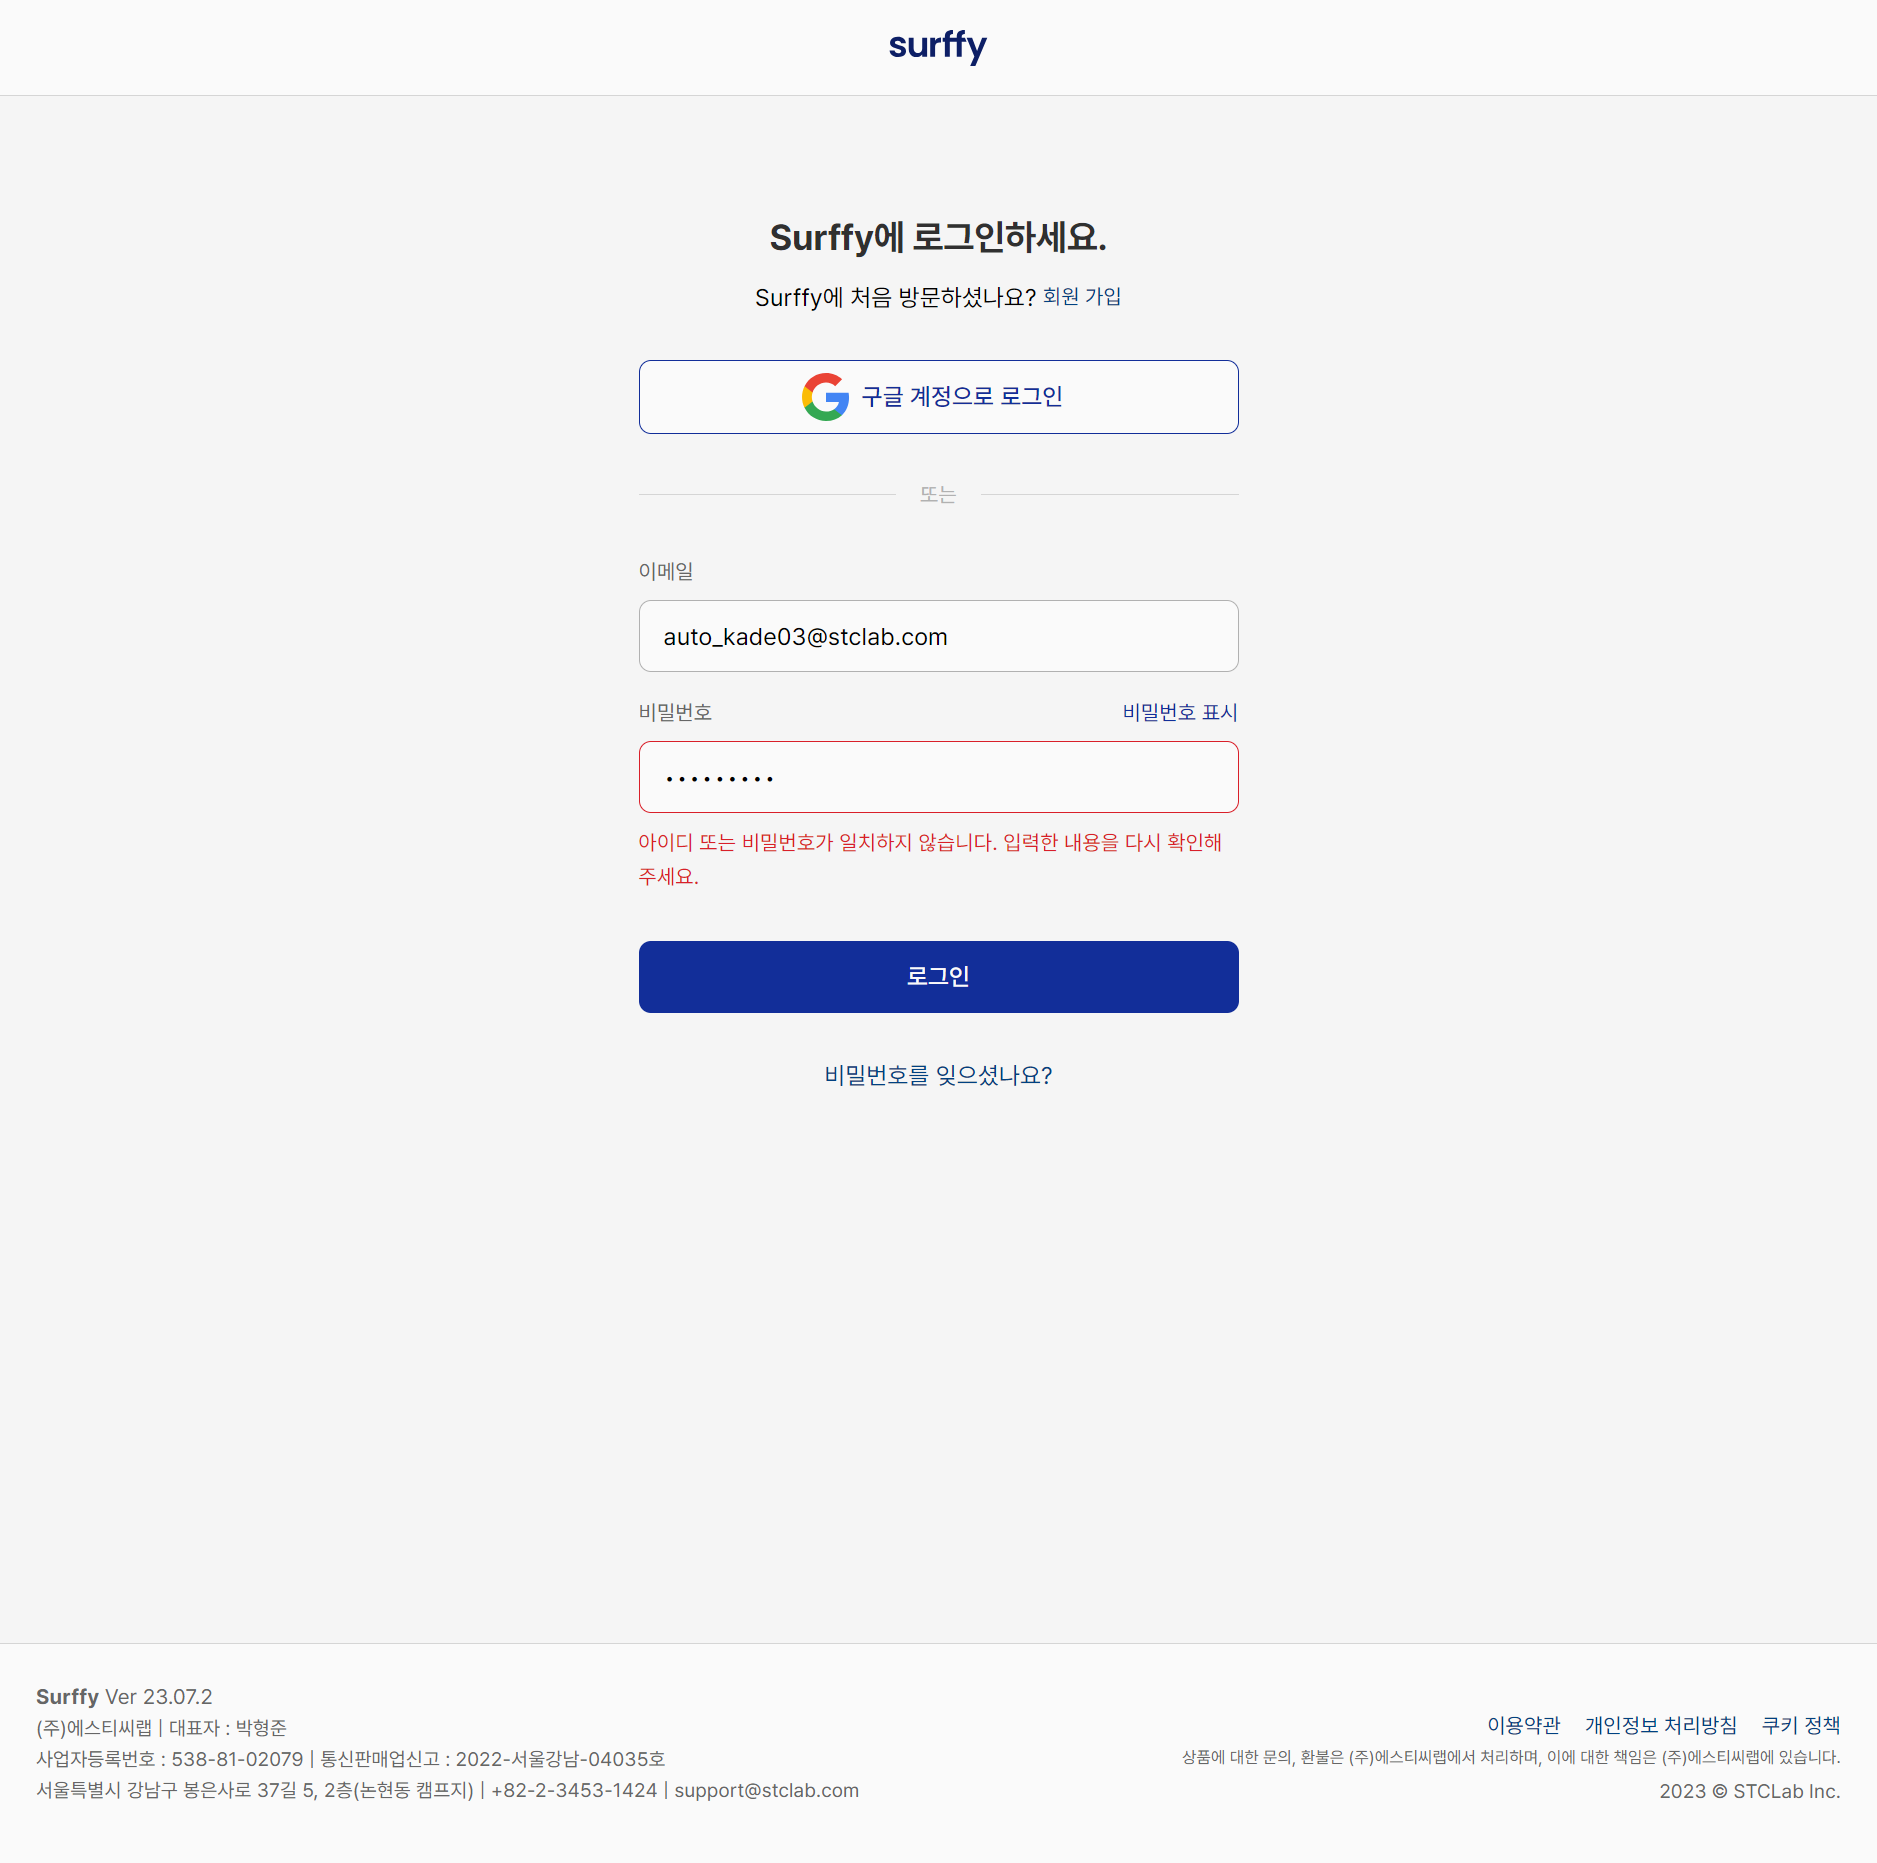 surffy
Surffy에 로그인하세요.
Surffy에 처음 방문하셨나요? 회원 가입
구글 계정으로 로그인
또는
이메일
auto_kade03@stclab.com
비밀번호 비밀번호 표시
•••••••••
아이디 또는 비밀번호가 일치하지 않습니다. 입력한 내용을 다시 확인해
주세요.
로그인
비밀번호를 잊으셨나요?
Surffy Ver 23.07.2
(주)에스티씨랩 | 대표자 : 박형준
사업자등록번호 : 538-81-02079 | 통신판매업신고 : 2022-서울강남-04035호
서울특별시 강남구 봉은사로 37길 5, 2층(논현동 캠프지) | +82-2-3453-1424 | support@stclab.com
이용약관 개인정보 처리방침 쿠키 정책
상품에 대한 문의, 환불은 (주)에스티씨랩에서 처리하며, 이에 대한 책임은 (주)에스티씨랩에 있습니다.
2023 © STCLab Inc.